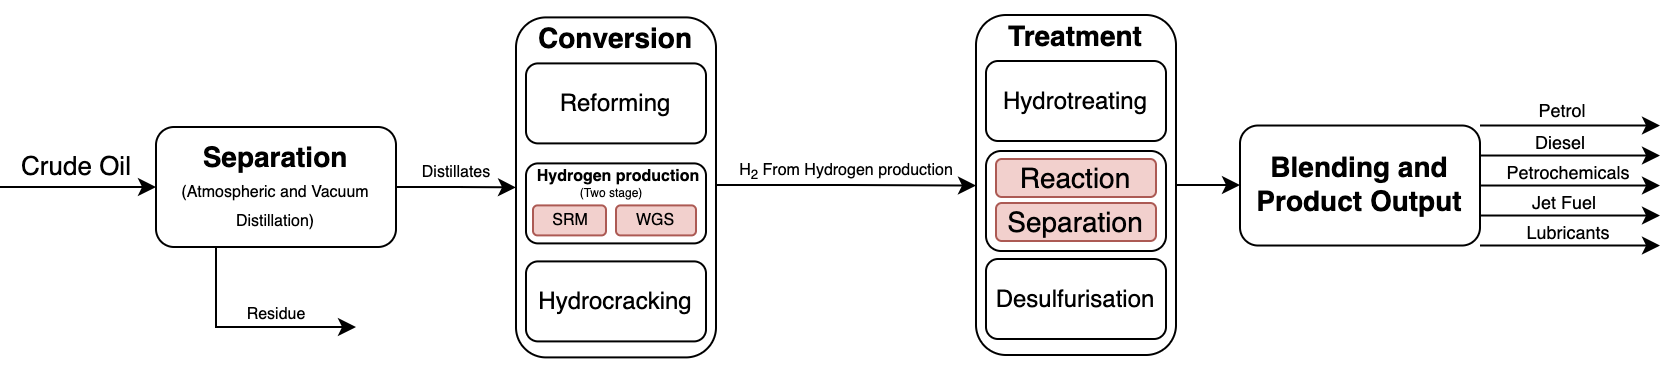 Crude Oil
Separation
(Atmospheric and Vacuum
Distillation)
Residue
Distillates
Conversion
Reforming
Hydrogen production
(Two stage)
SRM
WGS
Hydrocracking
H2 From Hydrogen production
Treatment
Hydrotreating
Reaction
Separation
Desulfurisation
Blending and
Product Output
Petrol
Diesel
Petrochemicals
Jet Fuel
Lubricants